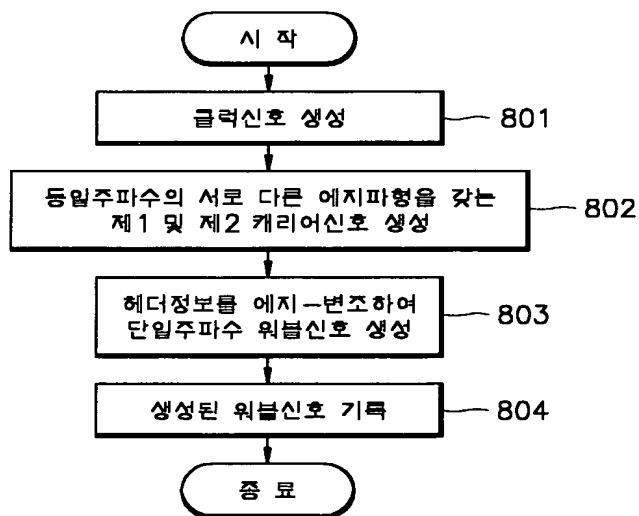 시 작
클럭신호 생성
801
동일주파수의 서로 다른 에지파형을 갖는
제1 및 제2 캐리어신호 생성
802
헤더정보를 에지-변조하여
단일주파수 워블신호 생성
803
생성된 워블신호 기록
804
종 료